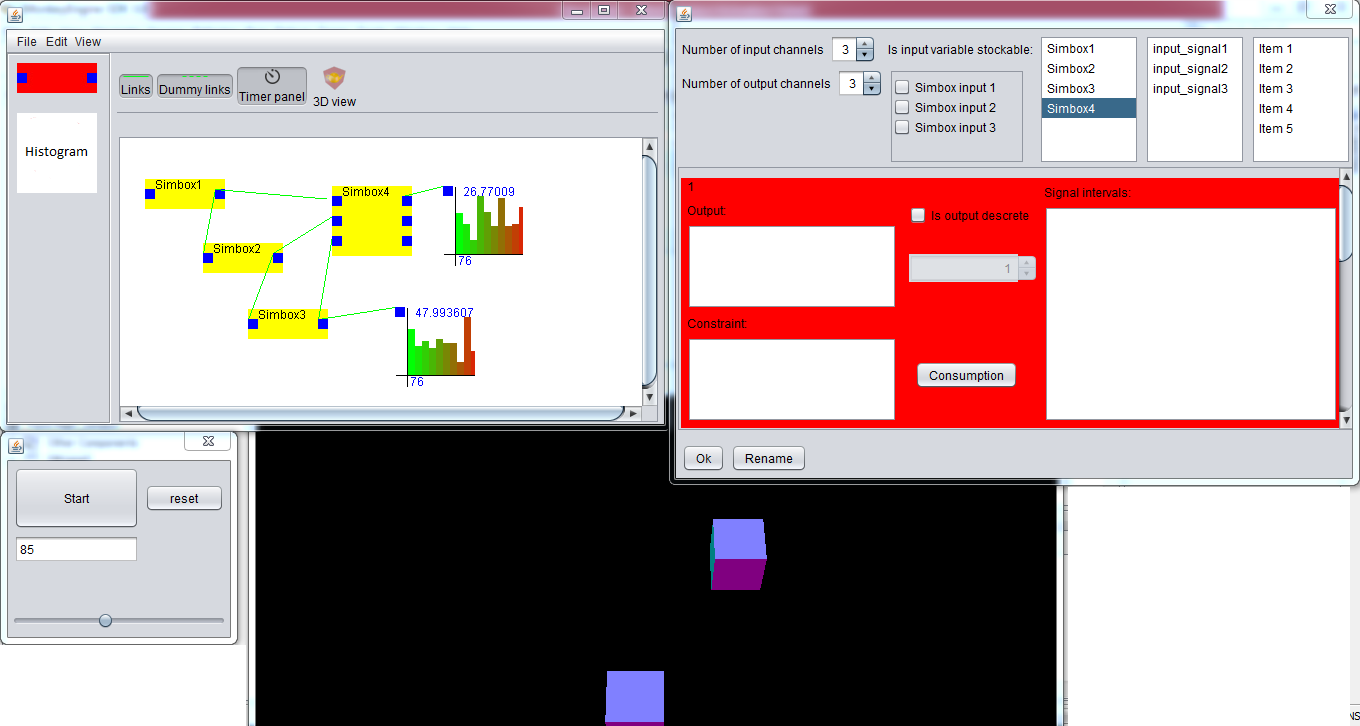 File Edit View
Links
Dummy links
Timer panel
3D view
Histogram
Simbox1
Simbox2
Simbox3
Simbox4
26.77009
76
47.993607
76
Number of input channels 3
Number of output channels 3
Is input variable stockable:
Simbox input 1
Simbox input 2
Simbox input 3
Simbox1
Simbox2
Simbox3
Simbox4
input_signal1
input_signal2
input_signal3
Item 1
Item 2
Item 3
Item 4
Item 5
1
Output:
Is output descrete
1
Signal intervals:
Constraint:
Consumption
Ok
Rename
Start
reset
85